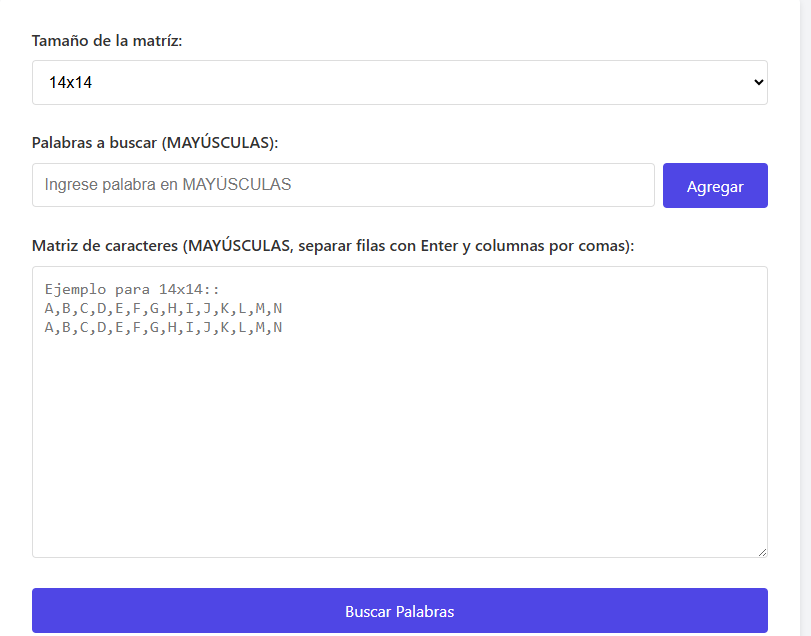 Tamaño de la matríz:
14x14
Palabras a buscar (MAYÚSCULAS):
Ingrese palabra en MAYÚSCULAS
Agregar
Matriz de caracteres (MAYÚSCULAS, separar filas con Enter y columnas por comas):
Ejemplo para 14x14::
A,B,C,D,E,F,G,H,I,J,K,L,M,N
A,B,C,D,E,F,G,H,I,J,K,L,M,N
Buscar Palabras